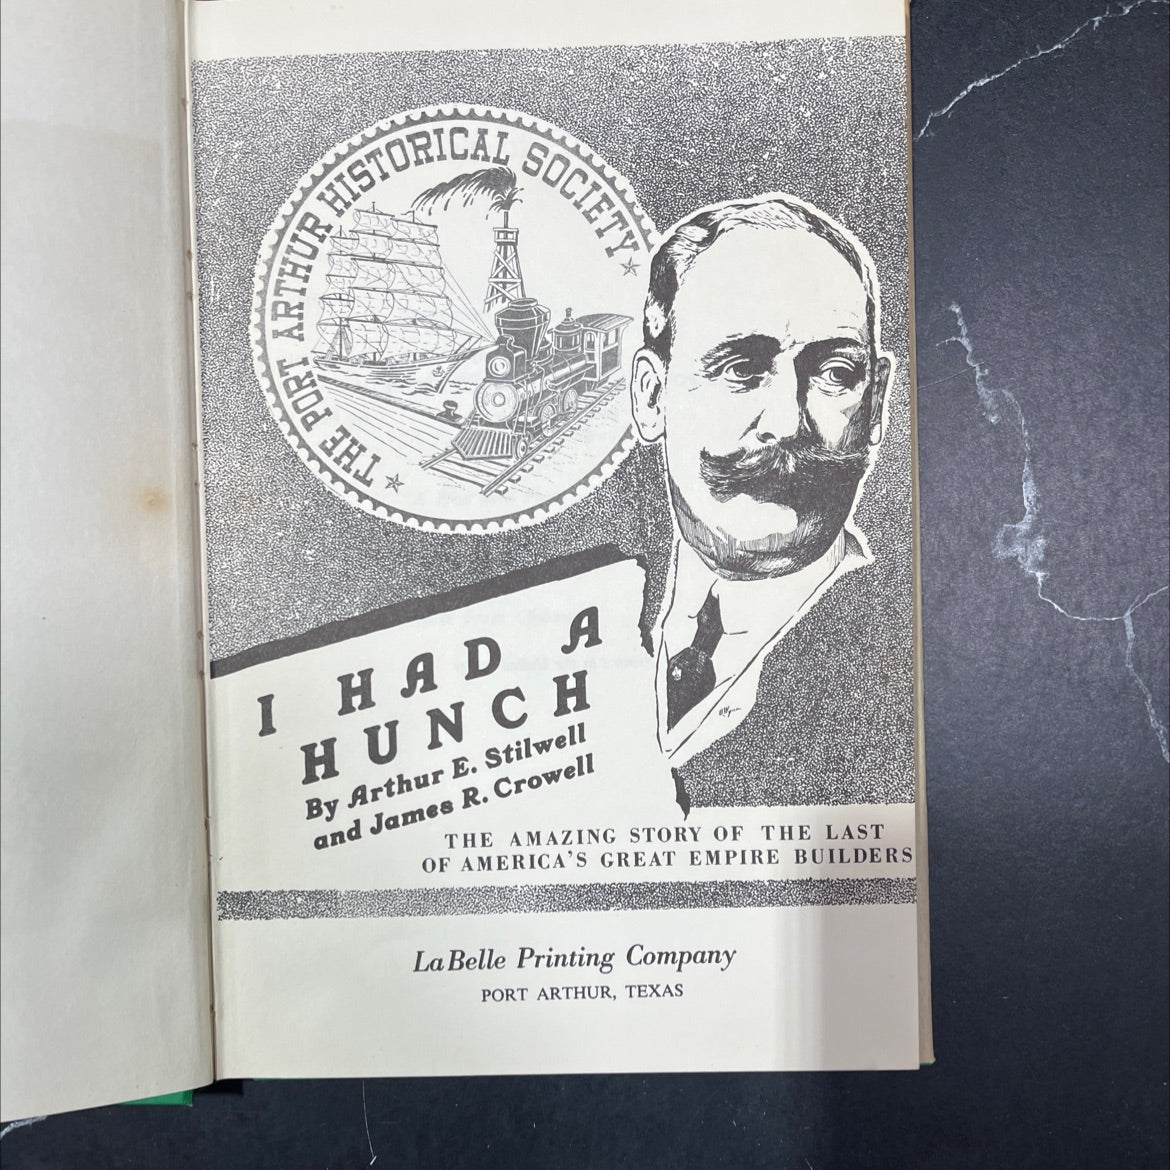 THE PORT ARTHUR HISTORICAL SOCIETY
I HAD A
HUNCH
By Arthur E. Stilwell
and James R. Crowell
THE AMAZING STORY OF THE LAST
OF AMERICA'S GREAT EMPIRE BUILDERS
LaBelle Printing Company
PORT ARTHUR, TEXAS